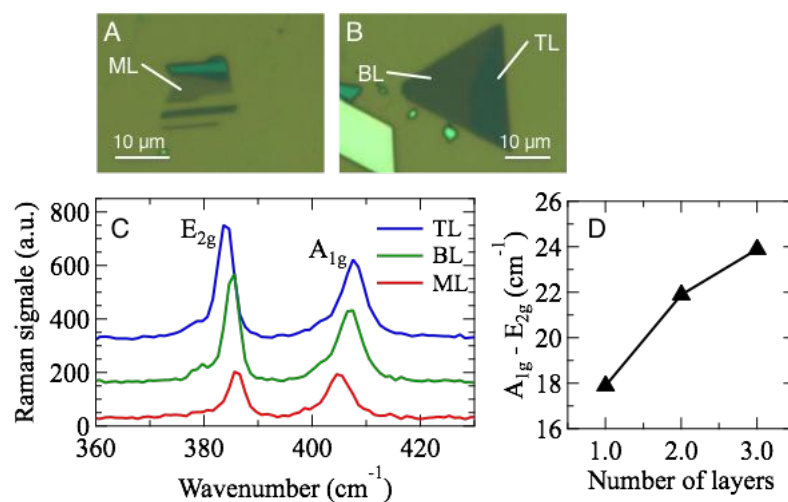 A
ML
10 μm
B
BL
TL
10 μm
C
E2g
A1g
TL
BL
ML
Raman signale (a.u.)
800
600
400
200
0
360
380
400
420
Wavenumber (cm-1)
D
A1g - E2g (cm-1)
26
24
22
20
18
16
1.0
2.0
3.0
Number of layers